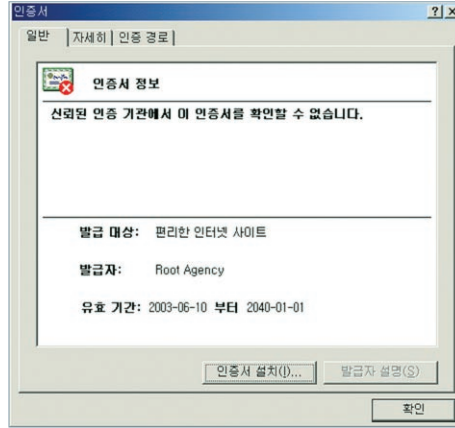 인증서
일반 자세히 인증 경로
인증서 정보
신뢰된 인증 기관에서 이 인증서를 확인할 수 없습니다.
발급 대상: 편리한 인터넷 사이트
발급자: Root Agency
유효 기간: 2003-06-10 부터 2040-01-01
인증서 설치(I)... 발급자 설명(S)
확인